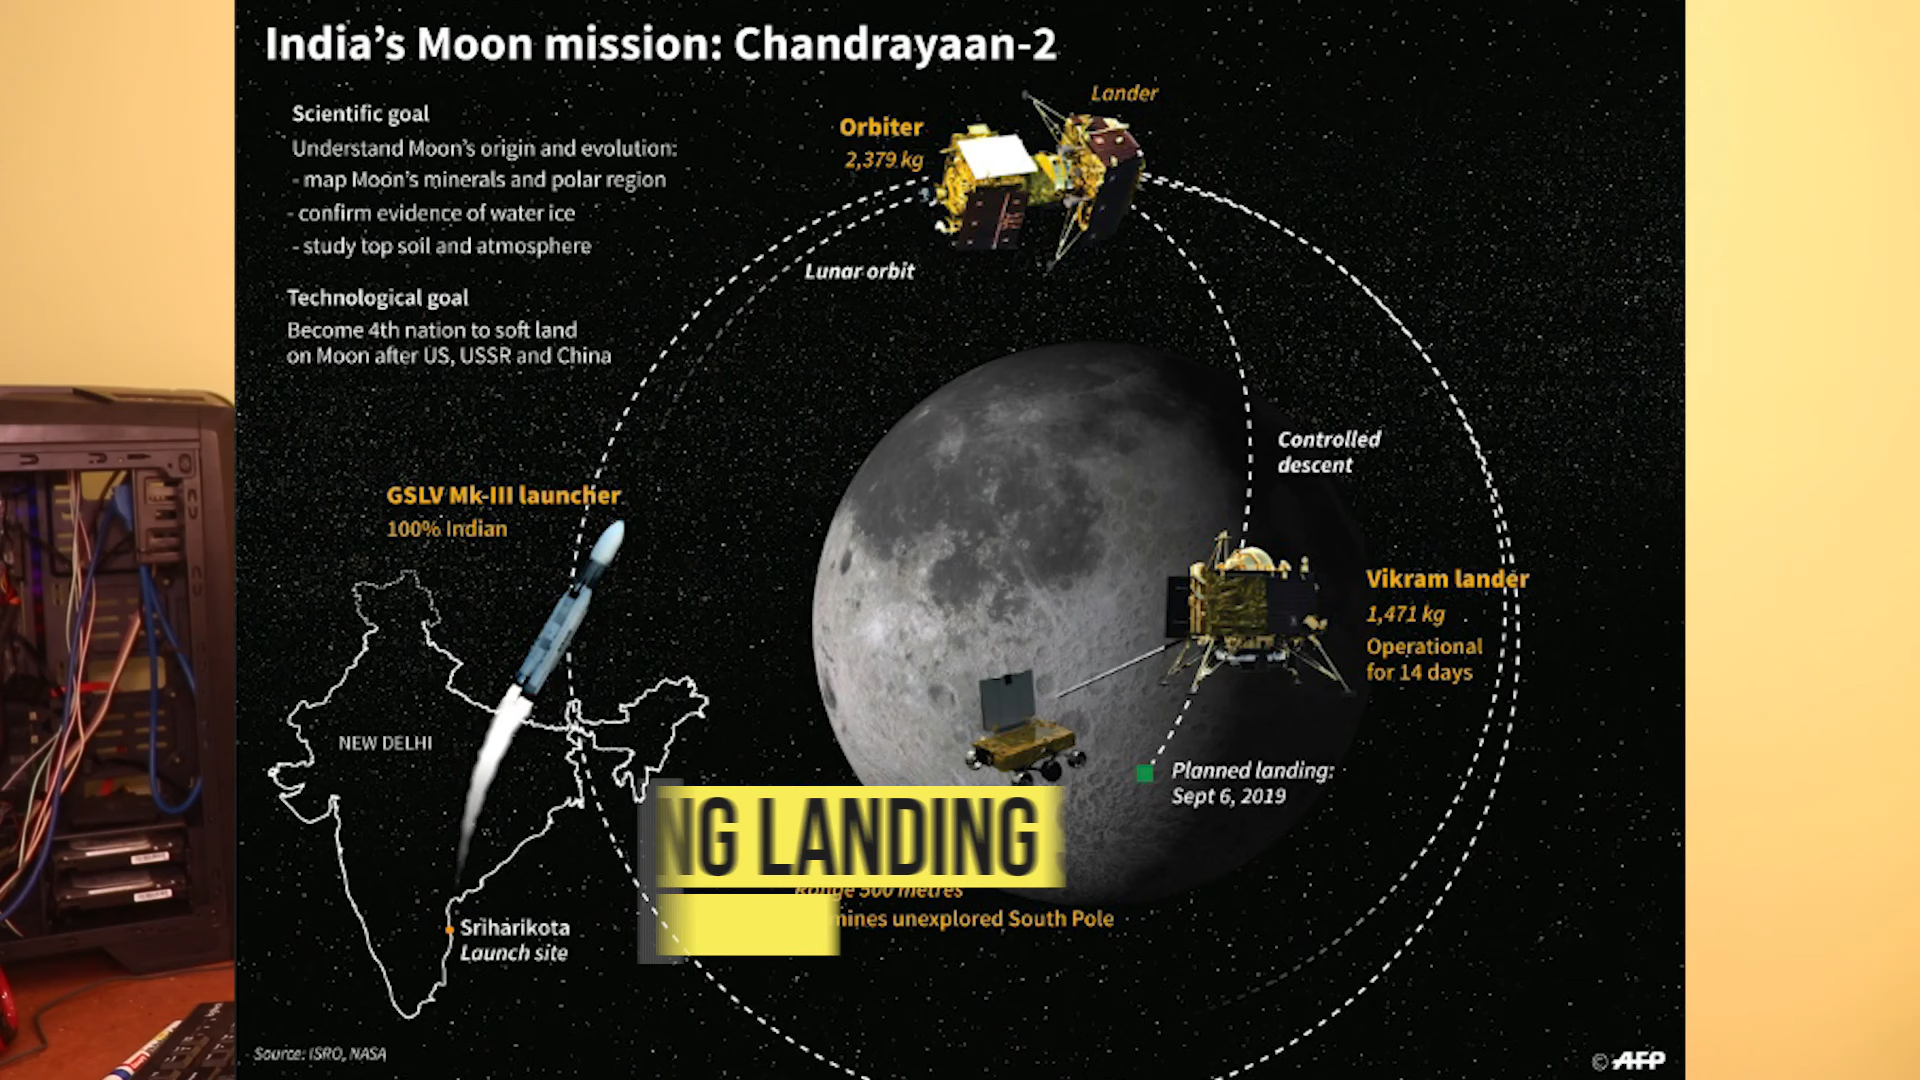 India's Moon mission: Chandrayaan-2
Scientific goal
Understand Moon's origin and evolution:
- map Moon's minerals and polar region
- confirm evidence of water ice
- study top soil and atmosphere
Technological goal
Become 4th nation to soft land
on Moon after US, USSR and China
Lander
Orbiter
2,379 kg
Lunar orbit
Controlled
descent
GSLV Mk-III launcher
100% Indian
Vikram lander
1,471 kg
Operational
for 14 days
NEW DELHI
Planned landing:
Sept 6, 2019
NG LANDING
Range 500 metres
unexplored South Pole
Sriharikota
Launch site
Source: ISRO, NASA
© AFP